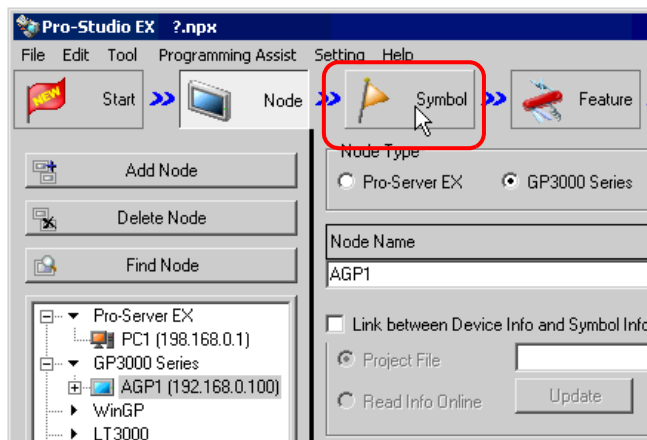 Pro-Studio EX ?.npx
File Edit Tool Programming Assist Setting Help
NEW Start Node Symbol Feature
Add Node
Delete Node
Find Node
Pro-Server EX
PC1 (198.168.0.1)
GP3000 Series
AGP1 (192.168.0.100)
WinGP
LT3000
Node Type
Pro-Server EX GP3000 Series
Node Name
AGP1
Link between Device Info and Symbol Info
Project File
Read Info Online Update